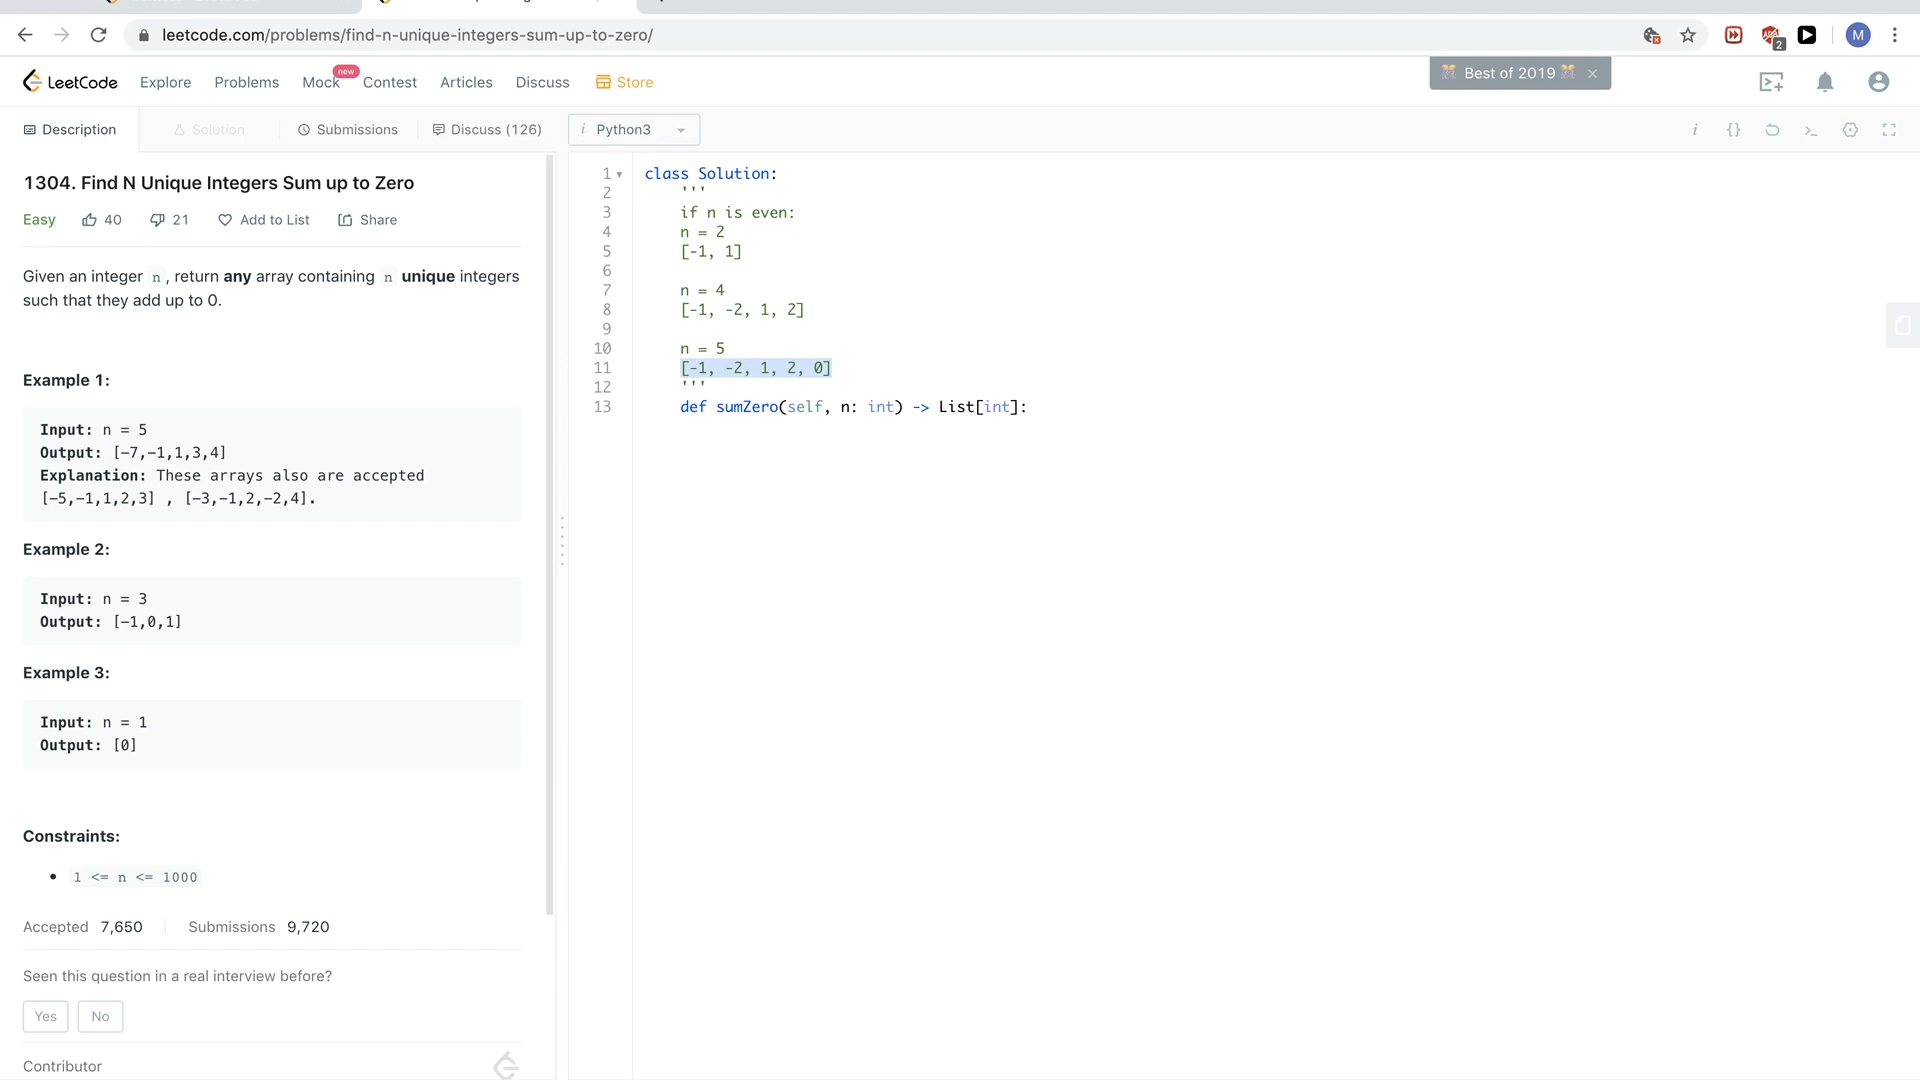 leetcode.com/problems/find-n-unique-integers-sum-up-to-zero/
2
M
LeetCode Explore Problems Mock new Contest Articles Discuss Store
Best of 2019 ×
Description Solution Submissions Discuss (126)
i Python3
i {}
1304. Find N Unique Integers Sum up to Zero
Easy 40 21 Add to List Share
Given an integer n, return any array containing n unique integers
such that they add up to 0.
Example 1:
Input: n = 5
Output: [-7,-1,1,3,4]
Explanation: These arrays also are accepted
[-5,-1,1,2,3] , [-3,-1,2,-2,4].
Example 2:
Input: n = 3
Output: [-1,0,1]
Example 3:
Input: n = 1
Output: [0]
Constraints:
• 1 <= n <= 1000
Accepted 7,650 Submissions 9,720
Seen this question in a real interview before?
Yes No
Contributor
1 class Solution:
2 '''
3 if n is even:
4 n = 2
5 [-1, 1]
6
7 n = 4
8 [-1, -2, 1, 2]
9
10 n = 5
11 [-1, -2, 1, 2, 0]
12 '''
13 def sumZero(self, n: int) -> List[int]: